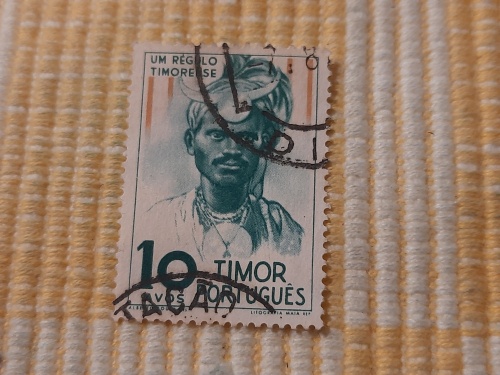 UM RÉGULO
TIMORENSE
10
AVOS
TIMOR
PORTUGUÊS
LITOGRAFIA MAIA